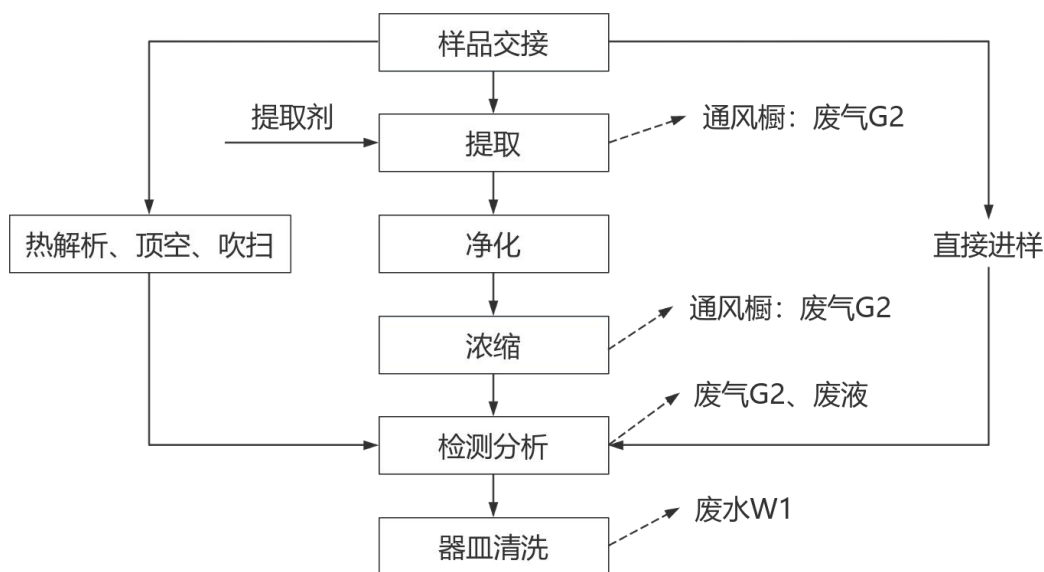 样品交接
提取剂
提取
通风橱：废气G2
热解析、顶空、吹扫
净化
直接进样
通风橱：废气G2
浓缩
废气G2、废液
检测分析
废水W1
器皿清洗